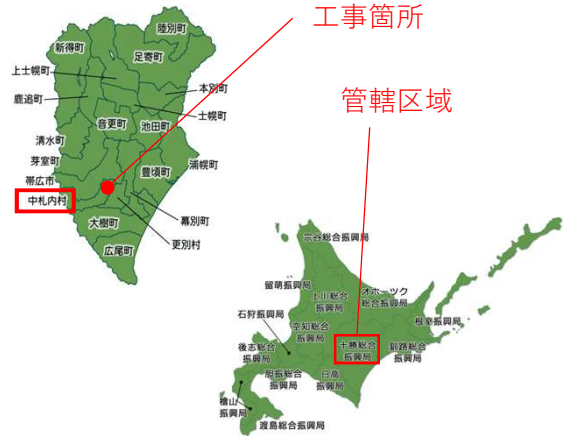 工事箇所
陸別町
新得町
足寄町
上士幌町
本別町
鹿追町
士幌町
音更町
池田町
清水町
浦幌町
芽室町
豊頃町
帯広市
中札内村
幕別町
大樹町
更別村
広尾町
管轄区域
宗谷総合振興局
留萌振興局
オホーツク
総合振興局
上川総合
振興局
石狩振興局
空知総合
振興局
根室振興局
後志総合
振興局
十勝総合
振興局
釧路総合
振興局
胆振総合
振興局
日高
振興局
檜山
振興局
渡島総合振興局